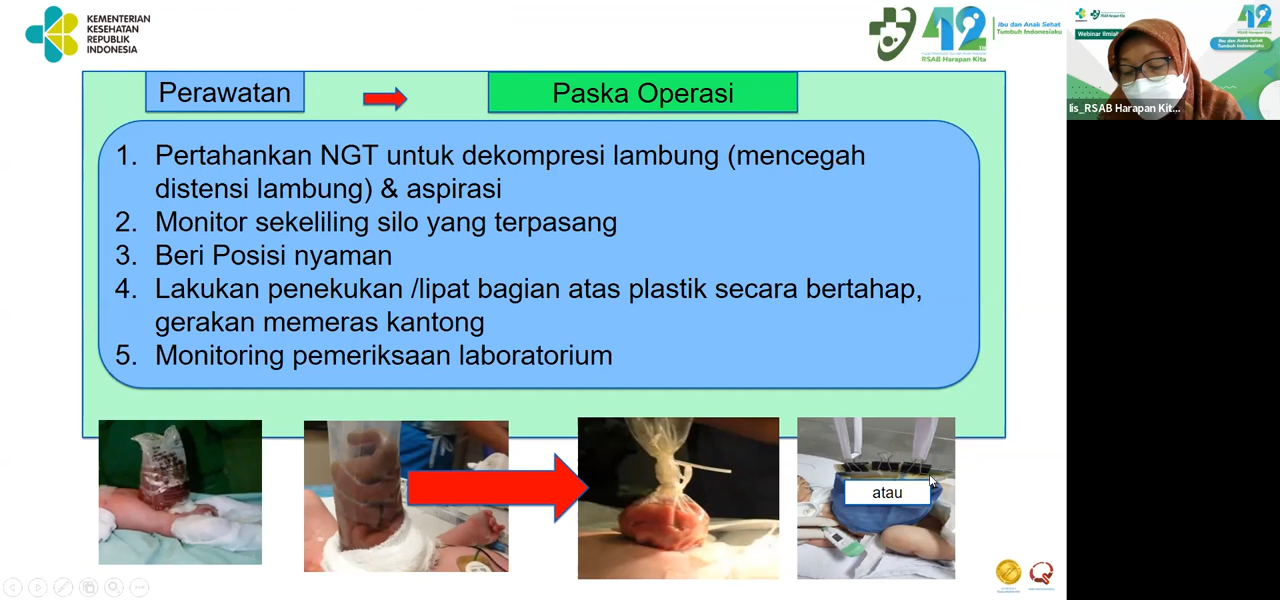 KEMENTERIAN
KESEHATAN
REPUBLIK
INDONESIA
42
Ibu dan Anak Sehat
Tumbuh Indonesiaku
RSAB Harapan Kita
Webinar Ilmiah
42
Ibu dan Anak Sehat
Tumbuh Indonesiaku
lis_RSAB Harapan Kit...
Perawatan
Paska Operasi
1. Pertahankan NGT untuk dekompresi lambung (mencegah
distensi lambung) & aspirasi
2. Monitor sekeliling silo yang terpasang
3. Beri Posisi nyaman
4. Lakukan penekukan /lipat bagian atas plastik secara bertahap,
gerakan memeras kantong
5. Monitoring pemeriksaan laboratorium
atau